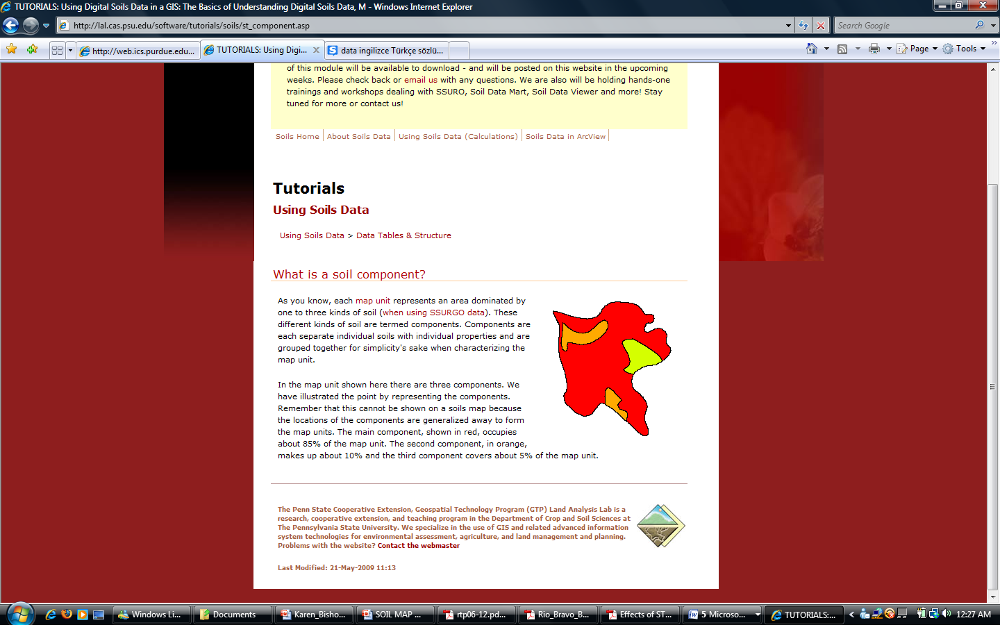 TUTORIALS: Using Digital Soils Data in a GIS: The Basics of Understanding Digital Soils Data, M - Windows Internet Explorer
http://lal.cas.psu.edu/software/tutorials/soils/st_component.asp
Search Google
http://web.ics.purdue.edu...
TUTORIALS: Using Digi...
data ingilizce Türkçe sözlü...
Page
Tools
of this module will be available to download - and will be posted on this website in the upcoming
weeks. Please check back or email us with any questions. We are also will be holding hands-one
trainings and workshops dealing with SSURO, Soil Data Mart, Soil Data Viewer and more! Stay
tuned for more or contact us!
Soils Home
About Soils Data
Using Soils Data (Calculations)
Soils Data in ArcView
Tutorials
Using Soils Data
Using Soils Data > Data Tables & Structure
What is a soil component?
As you know, each map unit represents an area dominated by
one to three kinds of soil (when using SSURGO data). These
different kinds of soil are termed components. Components are
each separate individual soils with individual properties and are
grouped together for simplicity's sake when characterizing the
map unit.
In the map unit shown here there are three components. We
have illustrated the point by representing the components.
Remember that this cannot be shown on a soils map because
the locations of the components are generalized away to form
the map units. The main component, shown in red, occupies
about 85% of the map unit. The second component, in orange,
makes up about 10% and the third component covers about 5% of the map unit.
The Penn State Cooperative Extension, Geospatial Technology Program (GTP) Land Analysis Lab is a
research, cooperative extension, and teaching program in the Department of Crop and Soil Sciences at
The Pennsylvania State University. We specialize in the use of GIS and related advanced information
system technologies for environmental assessment, agriculture, and land management and planning.
Problems with the website? Contact the webmaster
Last Modified: 21-May-2009 11:13
Windows Li...
Documents
Karen_Bisho...
SOIL MAP ...
rtp06-12.pd...
Rio_Bravo_B...
Effects of ST...
5 Microso...
TUTORIALS:...
12:27 AM